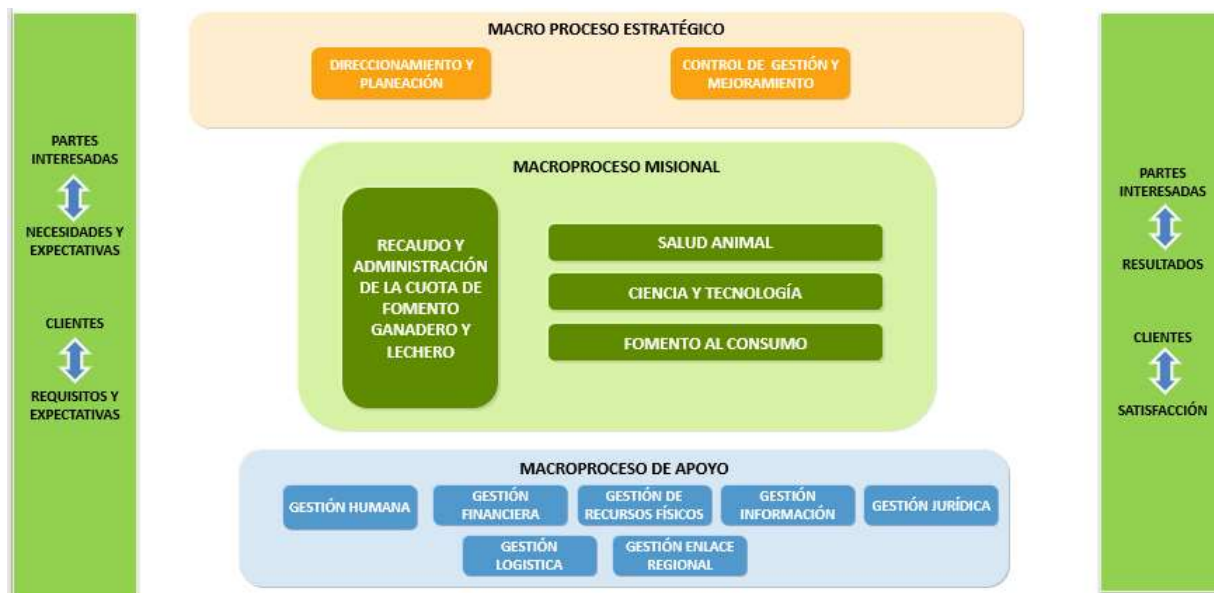 MACRO PROCESO ESTRATÉGICO
DIRECCIONAMIENTO Y
PLANEACIÓN
CONTROL DE GESTIÓN Y
MEJORAMIENTO
PARTES
INTERESADAS
NECESIDADES Y
EXPECTATIVAS
CLIENTES
REQUISITOS Y
EXPECTATIVAS
MACROPROCESO MISIONAL
RECAUDO Y
ADMINISTRACIÓN
DE LA CUOTA DE
FOMENTO
GANADERO Y
LECHERO
SALUD ANIMAL
CIENCIA Y TECNOLOGÍA
FOMENTO AL CONSUMO
PARTES
INTERESADAS
RESULTADOS
CLIENTES
SATISFACCIÓN
MACROPROCESO DE APOYO
GESTIÓN HUMANA
GESTIÓN
FINANCIERA
GESTIÓN DE
RECURSOS FÍSICOS
GESTIÓN
INFORMACIÓN
GESTIÓN JURÍDICA
GESTIÓN
LOGISTICA
GESTIÓN ENLACE
REGIONAL